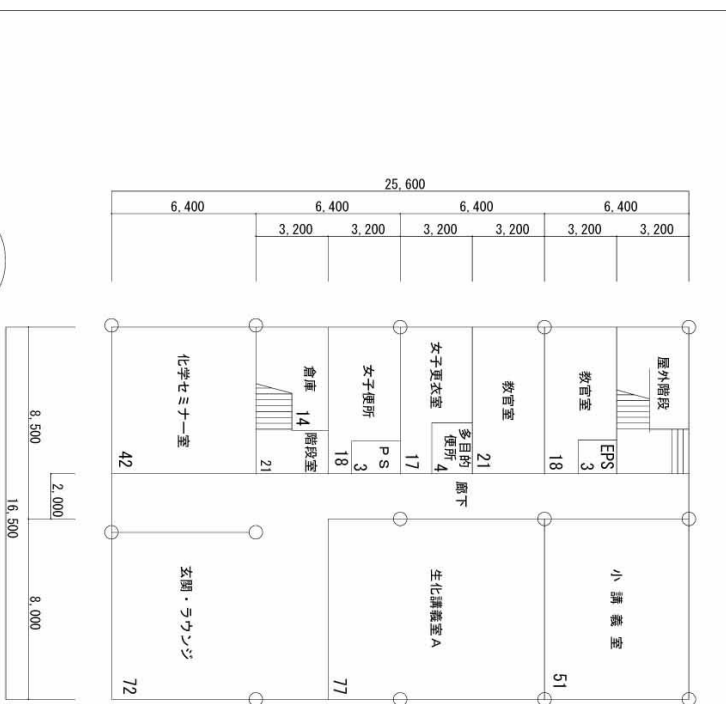 25,600
6,400
6,400
6,400
6,400
3,200
3,200
3,200
3,200
3,200
3,200
化学セミナー室
42
倉庫
14
階段室
21
女子便所
18
PS
3
女子更衣室
17
多目的
便所
4
教官室
21
教官室
18
EPS
3
屋外階段
廊下
玄関・ラウンジ
72
生化講義室A
77
小講義室
51
8,500
2,000
8,000
16,500